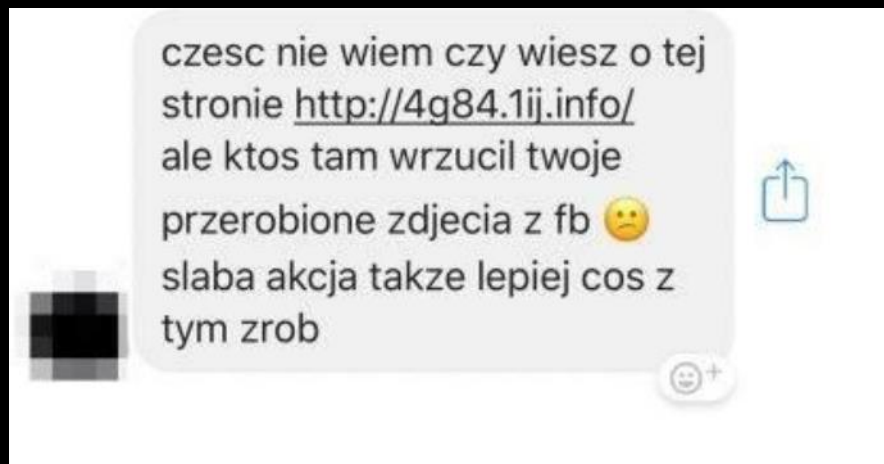 czesc nie wiem czy wiesz o tej
stronie http://4g84.1ij.info/
ale ktos tam wrzucil twoje
przerobione zdjecia z fb 😕
slaba akcja takze lepiej cos z
tym zrob